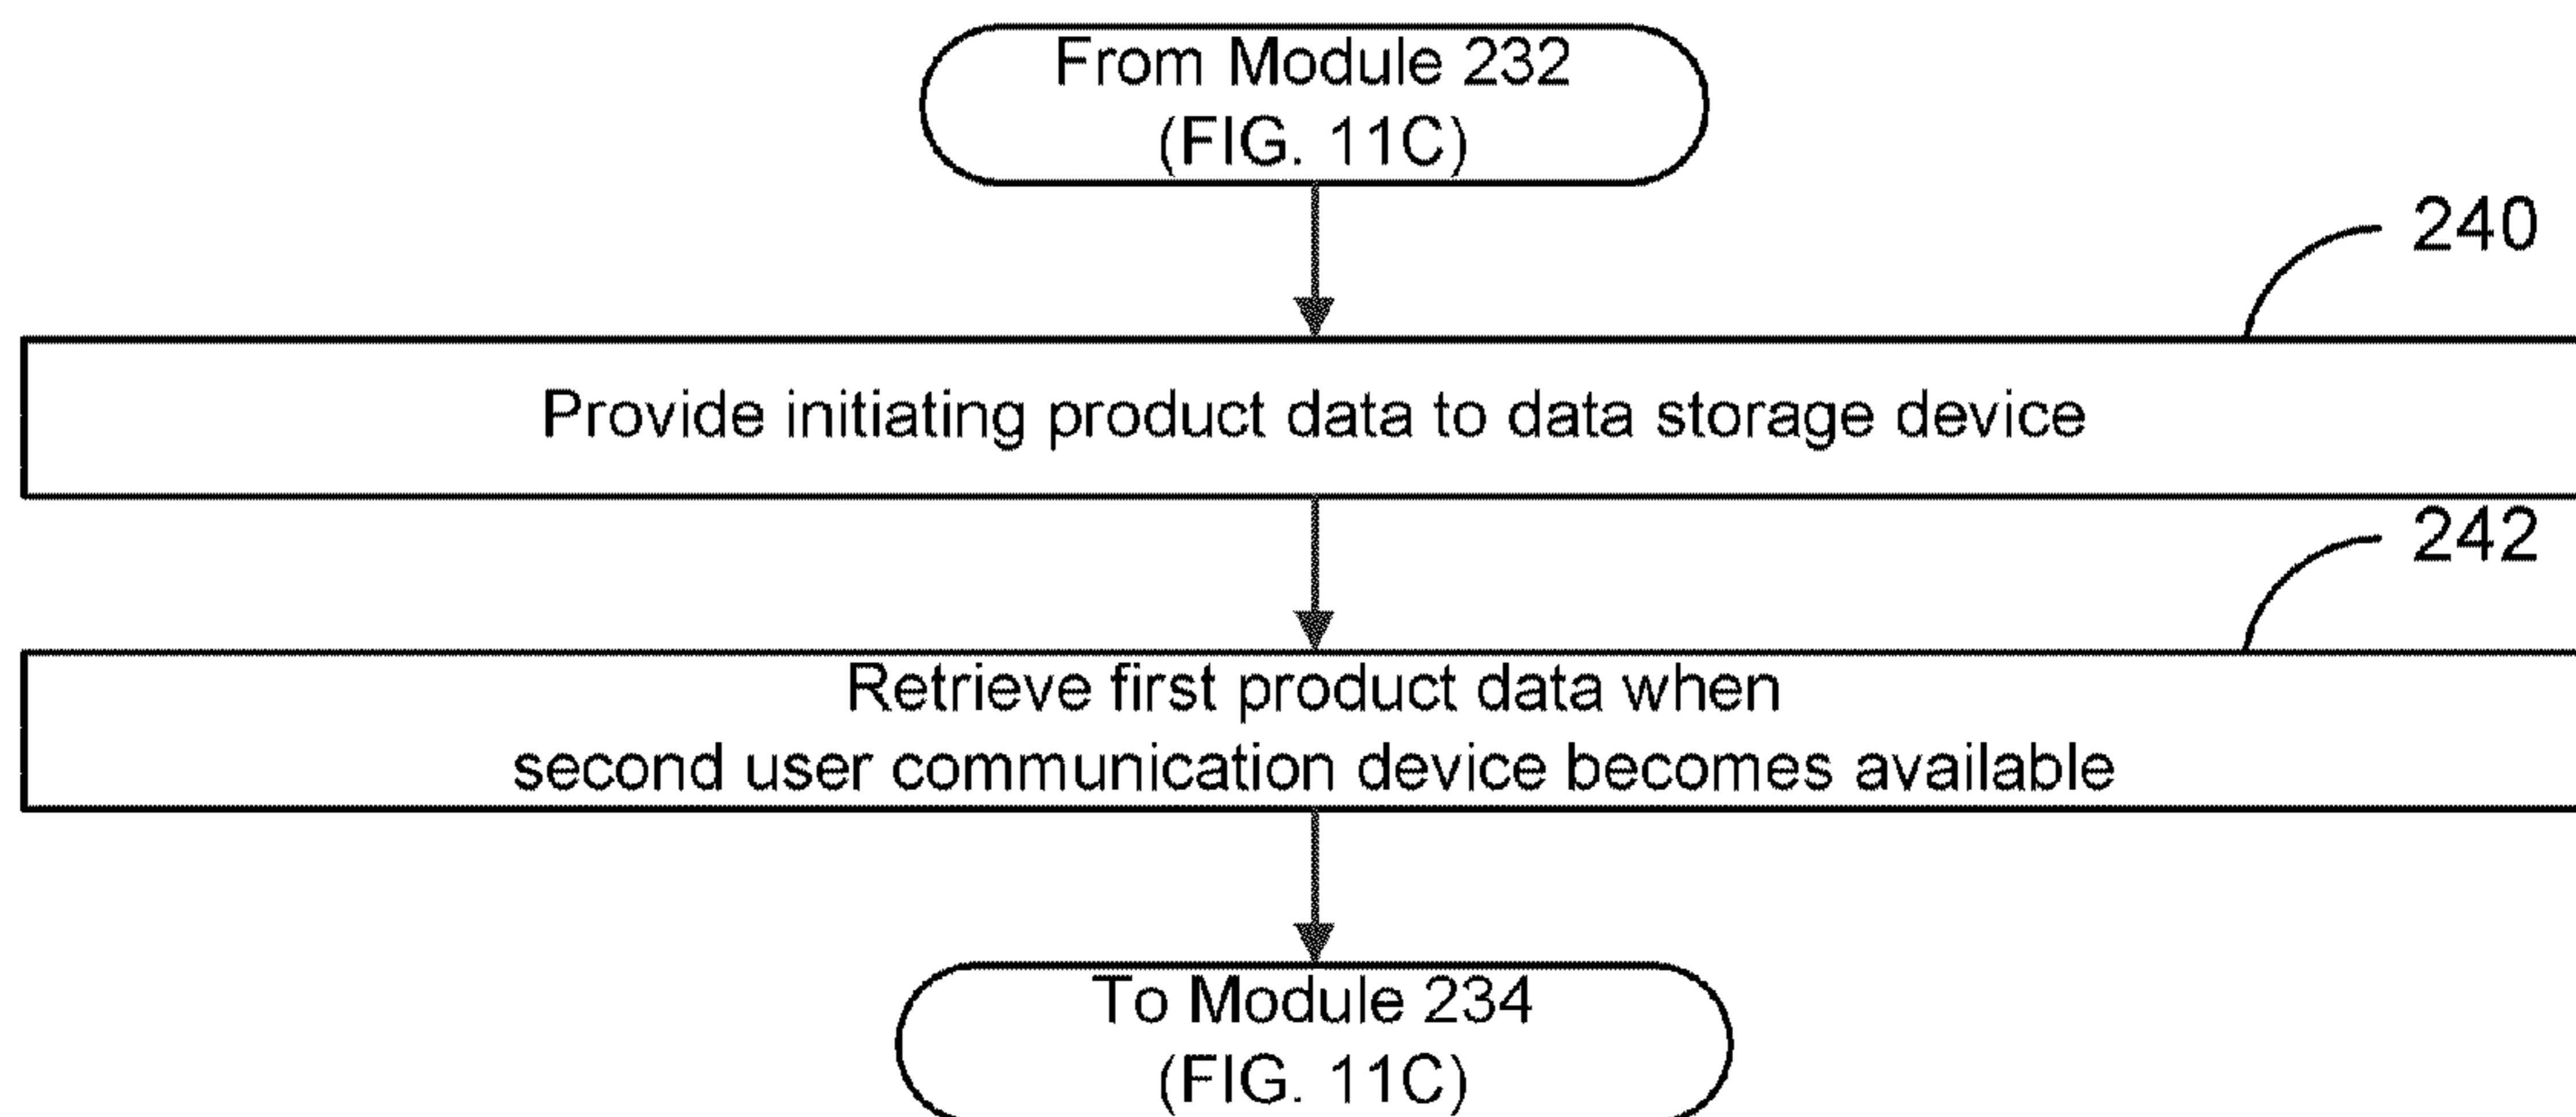 From Module 232
(FIG. 11C)
240
Provide initiating product data to data storage device
242
Retrieve first product data when
second user communication device becomes available
To Module 234
(FIG. 11C)